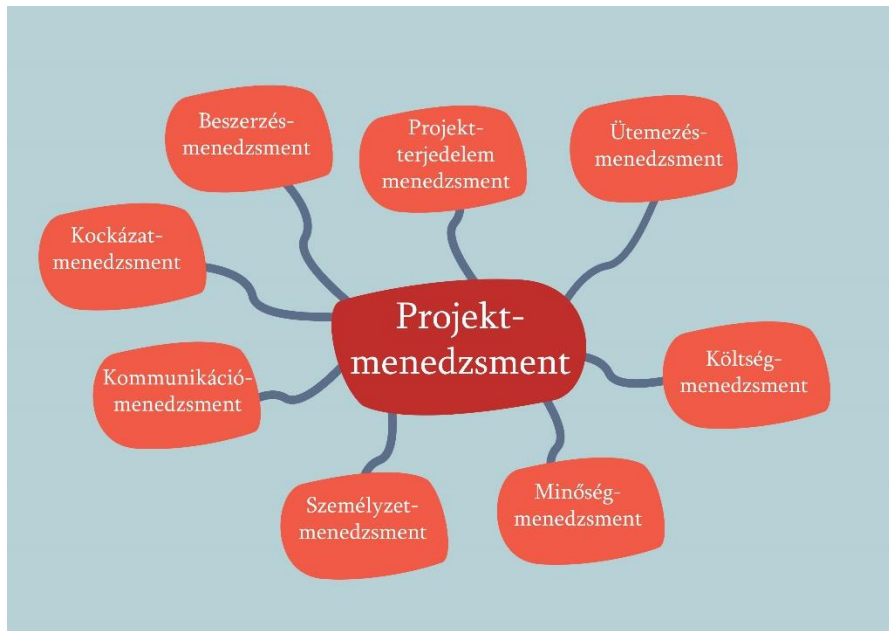 Beszerzés-
menedzsment
Projekt-
terjedelem
menedzsment
Ütemezés-
menedzsment
Kockázat-
menedzsment
Projekt-
menedzsment
Költség-
menedzsment
Kommunikáció-
menedzsment
Személyzet-
menedzsment
Minőség-
menedzsment